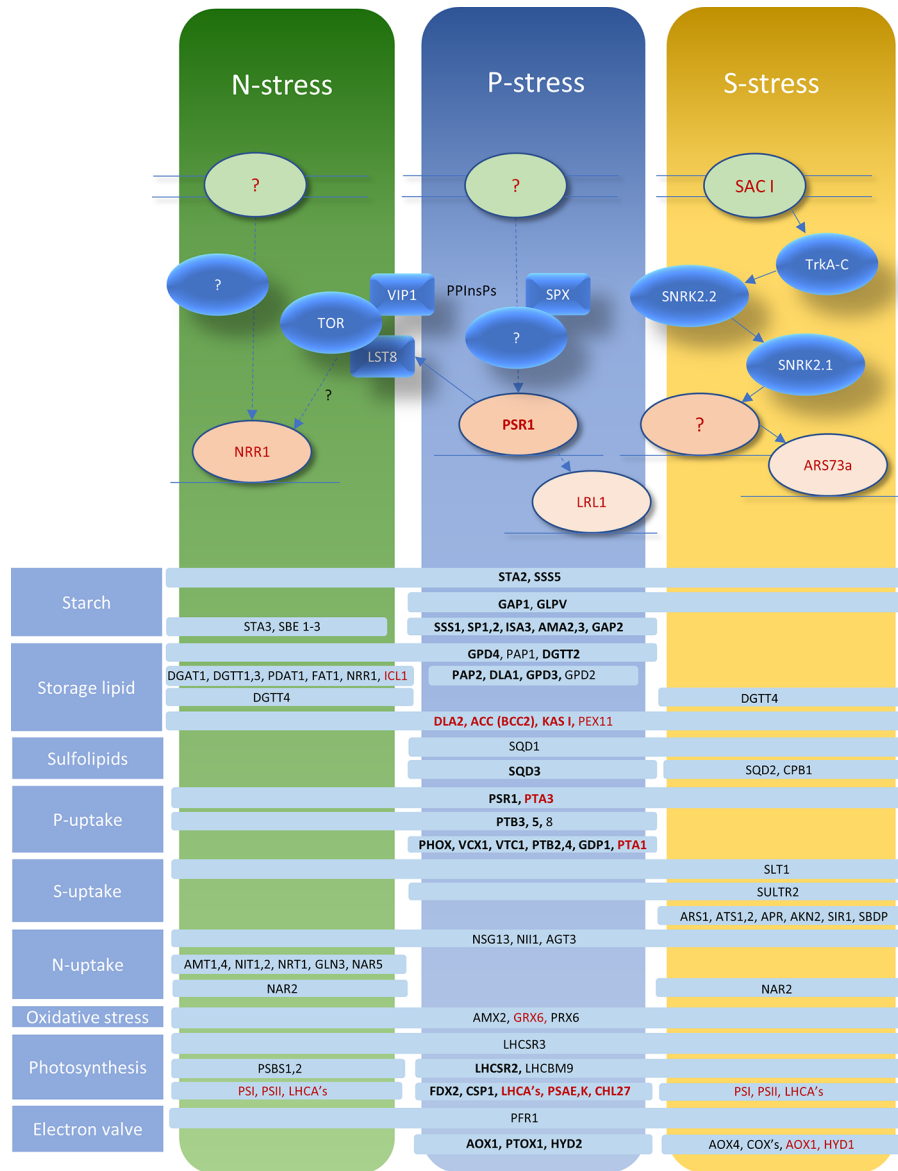 N-stress
P-stress
S-stress
?
?
SAC I
TrkA-C
?
VIP1
PPInsPs
SPX
SNRK2.2
TOR
?
LST8
SNRK2.1
?
NRR1
PSR1
?
ARS73a
LRL1
Starch
STA2, SSS5
GAP1, GLPV
STA3, SBE 1-3
SSS1, SP1,2, ISA3, AMA2,3, GAP2
Storage lipid
GPD4, PAP1, DGTT2
DGAT1, DGTT1,3, PDAT1, FAT1, NRR1, ICL1
PAP2, DLA1, GPD3, GPD2
DGTT4
DGTT4
DLA2, ACC (BCC2), KAS I, PEX11
Sulfolipids
SQD1
SQD3
SQD2, CPB1
P-uptake
PSR1, PTA3
PTB3, 5, 8
PHOX, VCX1, VTC1, PTB2,4, GDP1, PTA1
S-uptake
SLT1
SULTR2
ARS1, ATS1,2, APR, AKN2, SIR1, SBDP
N-uptake
NSG13, NII1, AGT3
AMT1,4, NIT1,2, NRT1, GLN3, NAR5
NAR2
NAR2
Oxidative stress
AMX2, GRX6, PRX6
Photosynthesis
LHCSR3
PSBS1,2
LHCSR2, LHCBM9
PSI, PSII, LHCA's
FDX2, CSP1, LHCA's, PSAE,K, CHL27
PSI, PSII, LHCA's
Electron valve
PFR1
AOX1, PTOX1, HYD2
AOX4, COX's, AOX1, HYD1